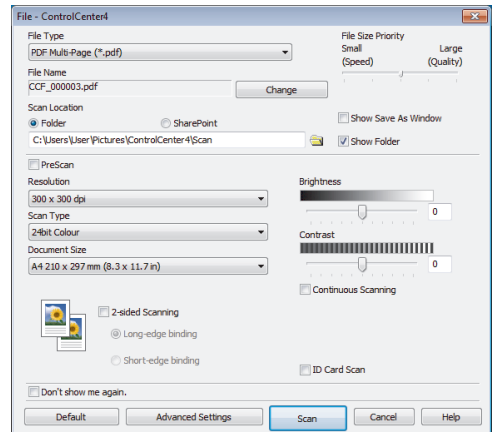 File - ControlCenter4
File Type
PDF Multi-Page (*.pdf)
File Size Priority
Small Large
(Speed) (Quality)
File Name
CCF_000003.pdf
Change
Scan Location
Folder SharePoint
Show Save As Window
C:\Users\User\Pictures\ControlCenter4\Scan
Show Folder
PreScan
Resolution
300 x 300 dpi
Scan Type
24bit Colour
Document Size
A4 210 x 297 mm (8.3 x 11.7 in)
Brightness
0
Contrast
0
Continuous Scanning
2-sided Scanning
Long-edge binding
Short-edge binding
ID Card Scan
Don't show me again.
Default Advanced Settings Scan Cancel Help